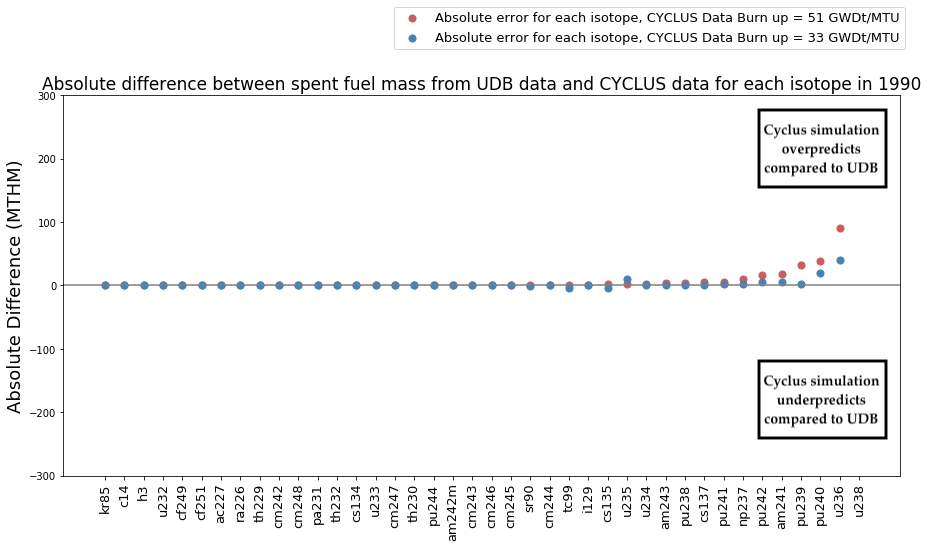 Absolute error for each isotope, CYCLUS Data Burn up = 51 GWDt/MTU
Absolute error for each isotope, CYCLUS Data Burn up = 33 GWDt/MTU
Absolute difference between spent fuel mass from UDB data and CYCLUS data for each isotope in 1990
Absolute Difference (MTHM)
300
200
100
0
−100
−200
−300
Cyclus simulation
overpredicts
compared to UDB
Cyclus simulation
underpredicts
compared to UDB
kr85
c14
h3
u232
cf249
cf251
ac227
ra226
th229
cm242
cm248
pa231
th232
cs134
u233
cm247
th230
pu244
am242m
cm243
cm246
cm245
sr90
cm244
tc99
i129
cs135
u235
u234
am243
pu238
cs137
pu241
np237
pu242
am241
pu239
pu240
u236
u238